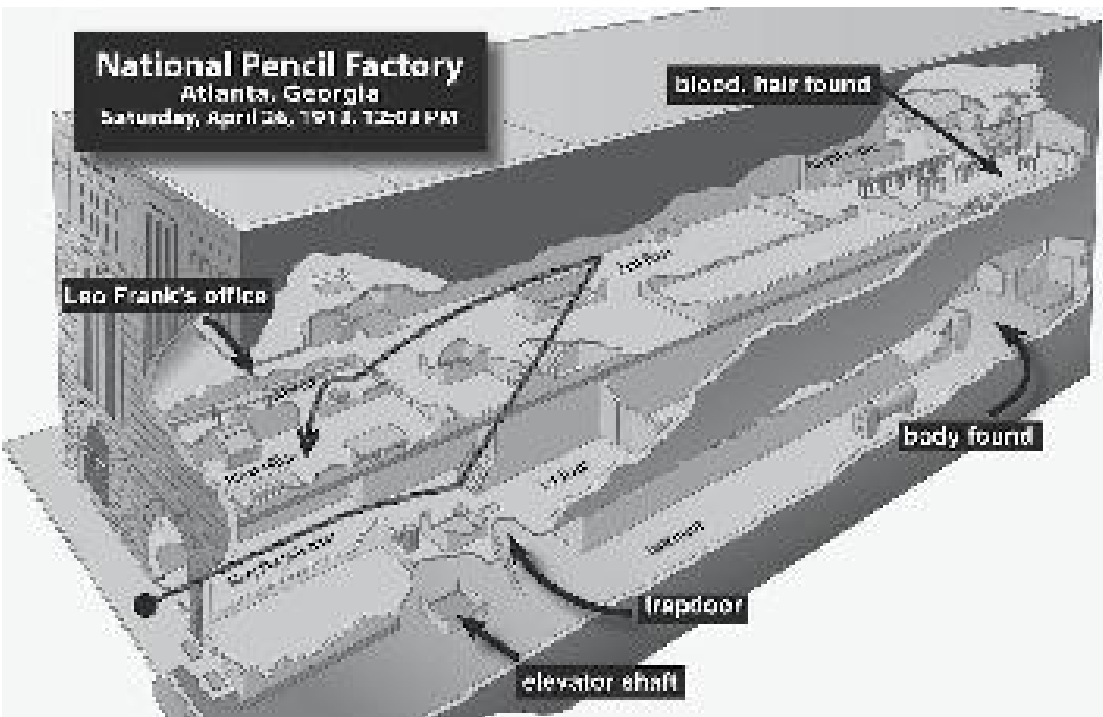 National Pencil Factory
Atlanta, Georgia
Saturday, April 26, 1913, 12:03 PM
blood, hair found
Leo Frank's office
body found
trapdoor
elevator shaft
basement